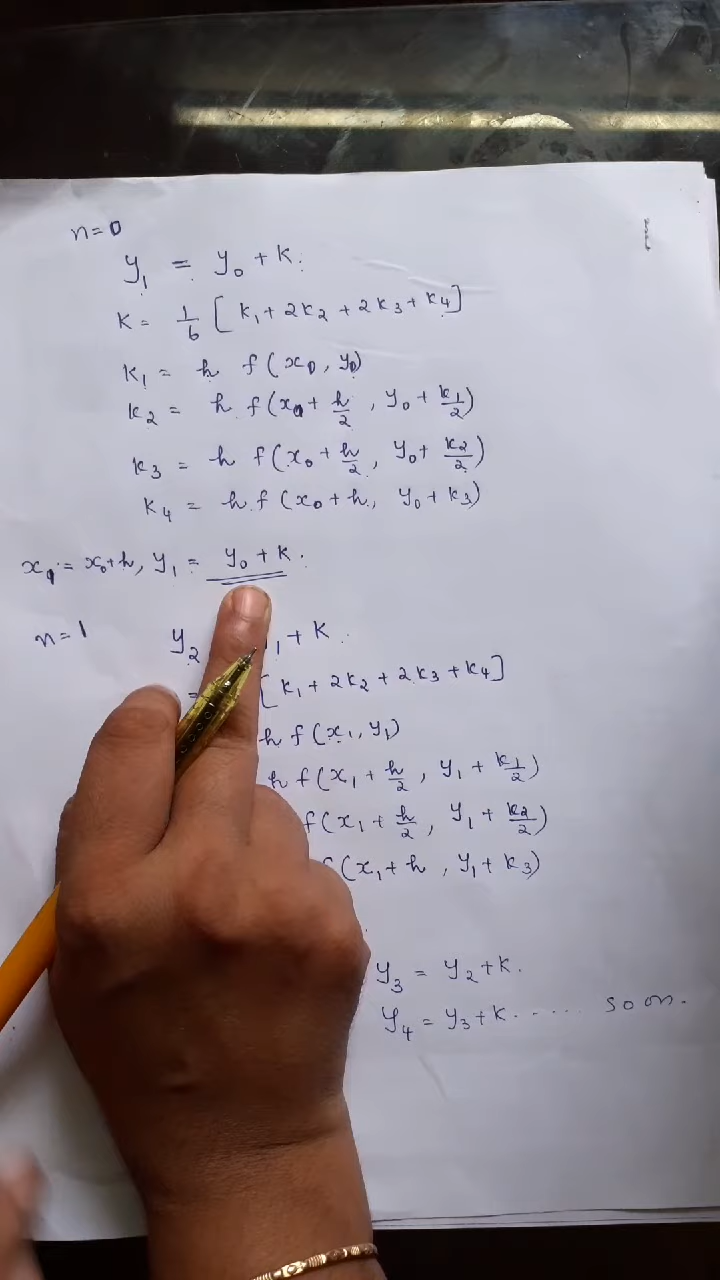 n=0
y₁ = y₀ + K.
K = 1/6 [K₁ + 2K₂ + 2K₃ + K₄]
K₁ = h f(x₀, y₀)
K₂ = h f(x₀ + h/2, y₀ + K₁/2)
K₃ = h f(x₀ + h/2, y₀ + K₂/2)
K₄ = h f(x₀ + h, y₀ + K₃)
x₁ = x₀+h, y₁ = y₀ + K.
n=1 y₂ ₁ + K.
= [K₁ + 2K₂ + 2K₃ + K₄]
h f(x₁, y₁)
h f(x₁ + h/2, y₁ + K₁/2)
f(x₁ + h/2, y₁ + K₂/2)
f(x₁ + h, y₁ + K₃)
y₃ = y₂ + K.
y₄ = y₃ + K ..... so on.